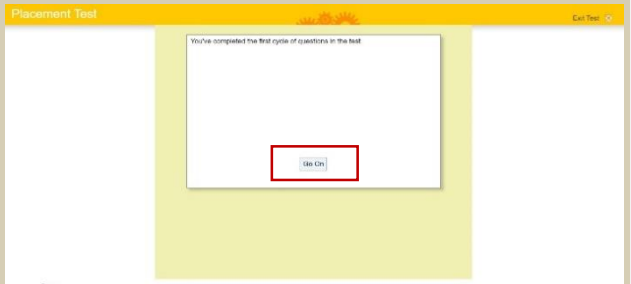 Placement Test
Exit Test
You've completed the first cycle of questions in the test
Go On